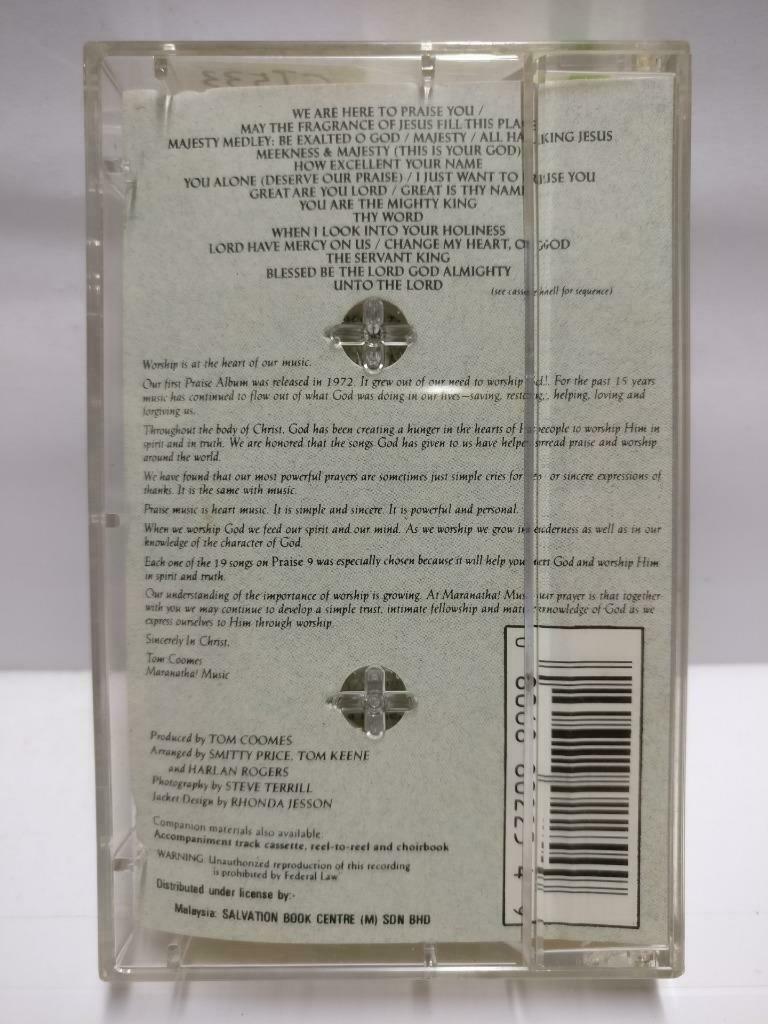 WE ARE HERE TO PRAISE YOU /
MAY THE FRAGRANCE OF JESUS FILL THIS
MAJESTY MEDLEY: BE EXALTED O GOD / MAJESTY / ALL KING JESUS
MEEKNESS & MAJESTY (THIS IS YOUR GOD)
HOW EXCELLENT YOUR NAME
YOU ALONE (DESERVE OUR PRAISE) / I JUST WANT TO YOU
GREAT ARE YOU LORD / GREAT IS THY NAME
YOU ARE THE MIGHTY KING
THY WORD
WHEN I LOOK INTO YOUR HOLINESS
LORD HAVE MERCY ON US / CHANGE MY HEART, GOD
THE SERVANT KING
BLESSED BE THE LORD GOD ALMIGHTY
UNTO THE LORD
(see shell for sequence)
Worship is at the heart of our music.
Our first Praise Album was released in 1972. It grew out of our need to worship For the past 15 years
music has continued to flow out of what God was doing in our lives—saving, helping, loving and
forgiving us.
Throughout the body of Christ, God has been creating a hunger in the hearts of people to worship Him in
spirit and in truth. We are honored that the songs God has given to us have praise and worship
around the world.
We have found that our most powerful prayers are sometimes just simple cries for or sincere expressions of
thanks. It is the same with music.
Praise music is heart music. It is simple and sincere. It is powerful and personal.
When we worship God we feed our spirit and our mind. As we worship we grow in as well as in our
knowledge of the character of God.
Each one of the 19 songs on Praise 9 was especially chosen because it will help you God and worship Him
in spirit and truth.
Our understanding of the importance of worship is growing. At Maranatha! prayer is that together
with you we may continue to develop a simple trust, intimate fellowship and knowledge of God as we
express ourselves to Him through worship.
Sincerely In Christ,
Tom Coomes
Maranatha! Music
Produced by TOM COOMES
Arranged by SMITTY PRICE, TOM KEENE
and HARLAN ROGERS
Photography by STEVE TERRILL
Jacket Design by RHONDA JESSON
Companion materials also available:
Accompaniment track cassette, reel-to-reel and choirbook
WARNING: Unauthorized reproduction of this recording
is prohibited by Federal Law
Distributed under license by:-
Malaysia: SALVATION BOOK CENTRE (M) SDN BHD